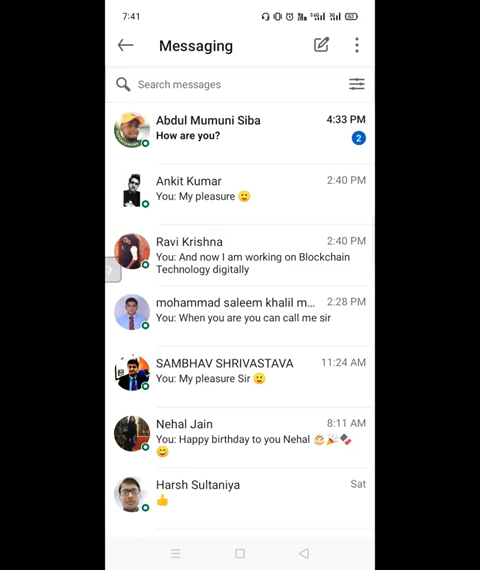 7:41
Messaging
Search messages
Abdul Mumuni Siba 4:33 PM
How are you? 2
Ankit Kumar 2:40 PM
You: My pleasure 🙂
Ravi Krishna 2:40 PM
You: And now I am working on Blockchain
Technology digitally
mohammad saleem khalil m... 2:28 PM
You: When you are you can call me sir
SAMBHAV SHRIVASTAVA 11:24 AM
You: My pleasure Sir 🙂
Nehal Jain 8:11 AM
You: Happy birthday to you Nehal 🎂🎉🍫
😊
Harsh Sultaniya Sat
👍